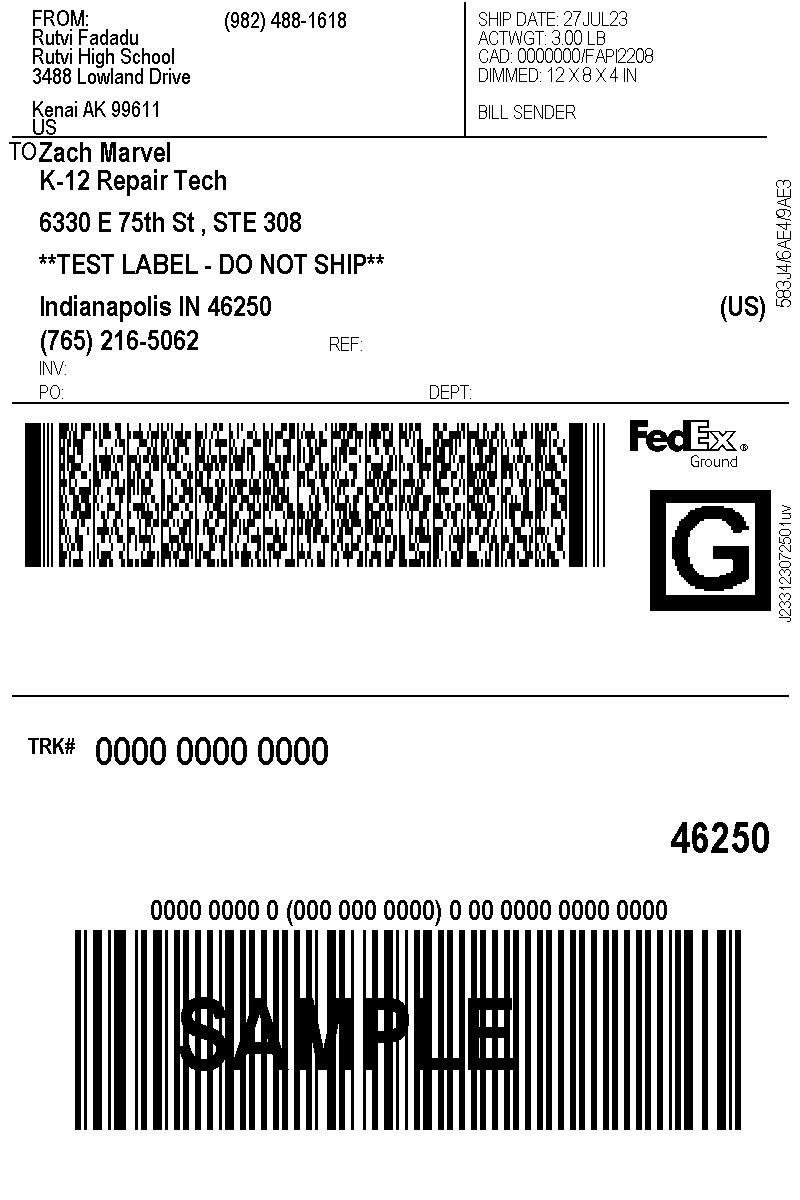 FROM: (982) 488-1618
Rutvi Fadadu
Rutvi High School
3488 Lowland Drive
Kenai AK 99611
US
SHIP DATE: 27JUL23
ACTWGT: 3.00 LB
CAD: 0000000/FAPI2208
DIMMED: 12 X 8 X 4 IN
BILL SENDER
TO Zach Marvel
K-12 Repair Tech
6330 E 75th St , STE 308
**TEST LABEL - DO NOT SHIP**
Indianapolis IN 46250 (US)
(765) 216-5062 REF:
INV:
PO: DEPT:
583J4/6AE4/9AE3
FedEx®
Ground
G
J233123072501uv
TRK# 0000 0000 0000
46250
0000 0000 0 (000 000 0000) 0 00 0000 0000 0000
SAMPLE